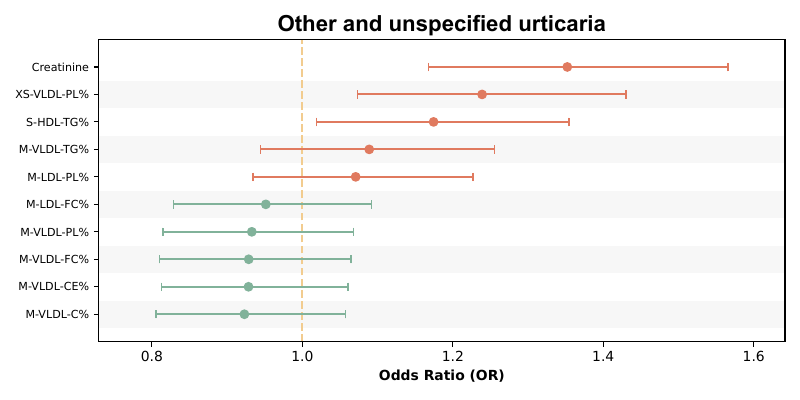 Other and unspecified urticaria
Creatinine
XS-VLDL-PL%
S-HDL-TG%
M-VLDL-TG%
M-LDL-PL%
M-LDL-FC%
M-VLDL-PL%
M-VLDL-FC%
M-VLDL-CE%
M-VLDL-C%
0.8 1.0 1.2 1.4 1.6
Odds Ratio (OR)